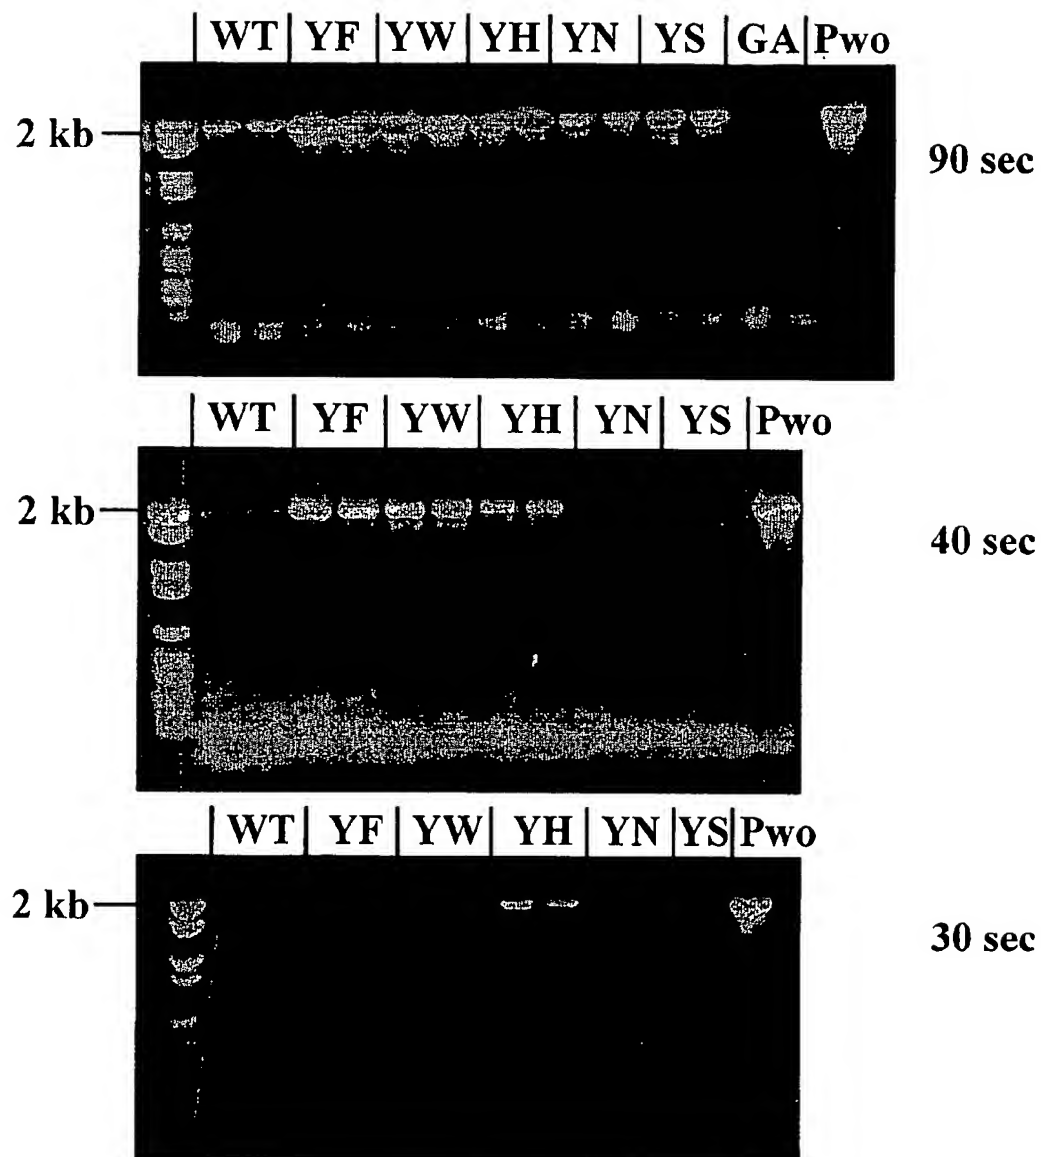 WT YF YW YH YN YS GA Pwo
2 kb
90 sec
WT YF YW YH YN YS Pwo
2 kb
40 sec
WT YF YW YH YN YS Pwo
2 kb
30 sec